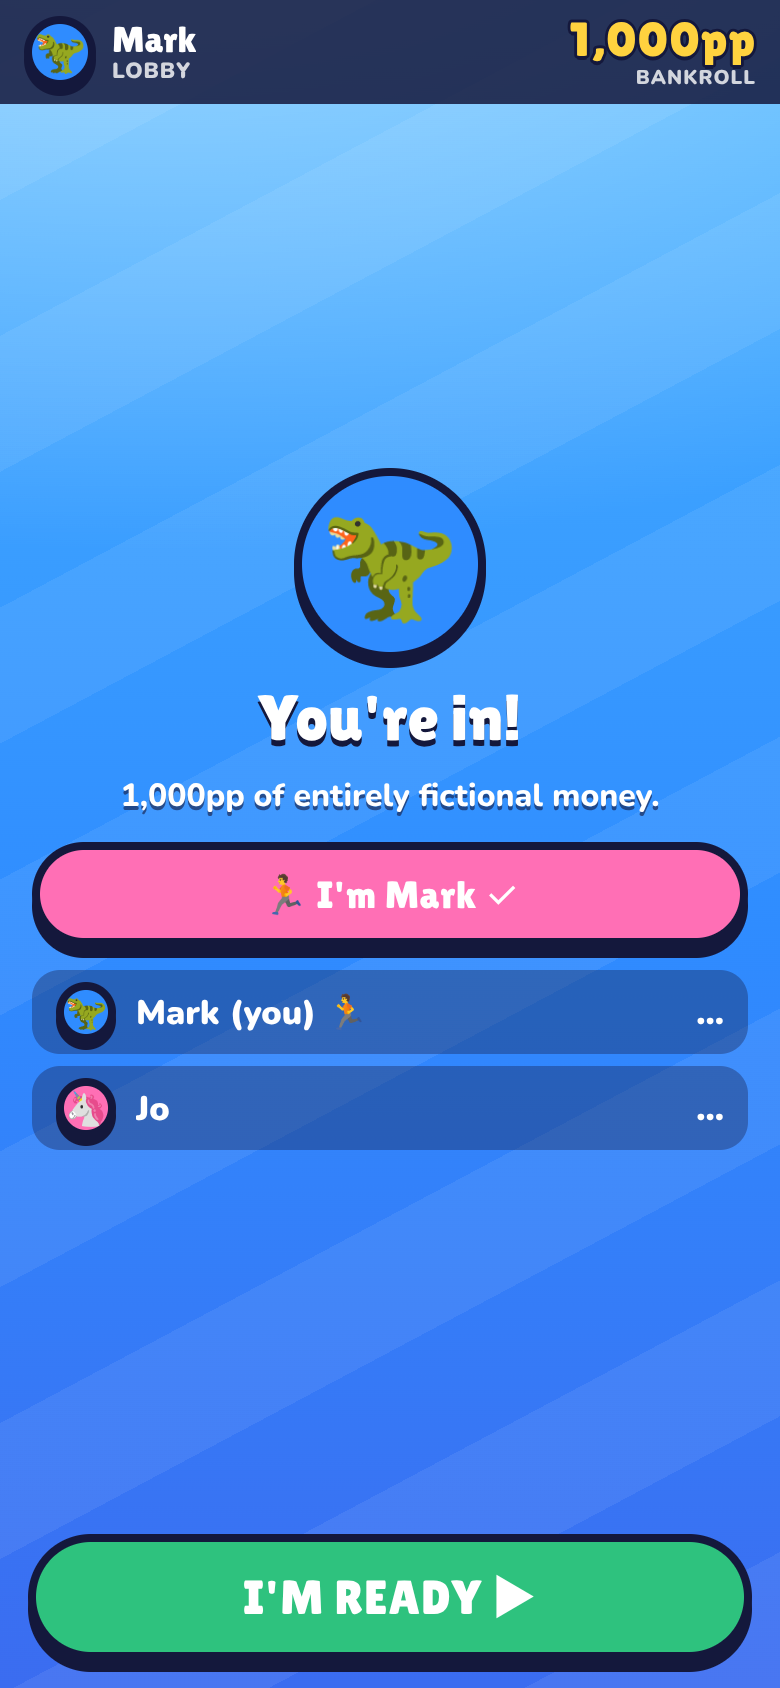 Mark
LOBBY
1,000pp
BANKROLL
You're in!
1,000pp of entirely fictional money.
🏃 I'm Mark ✓
Mark (you) 🏃
...
Jo
...
I'M READY ▶